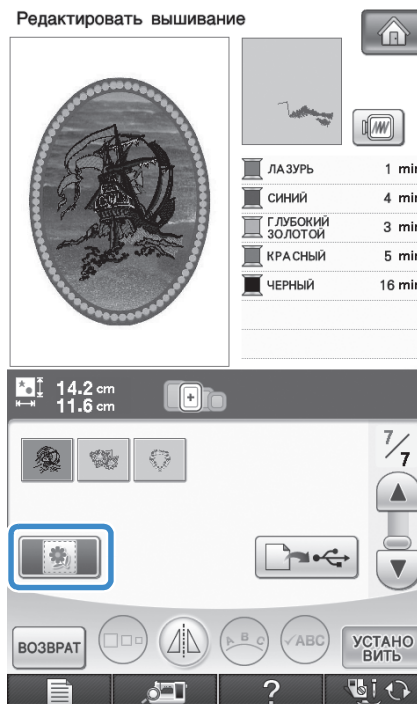 Редактировать вышивание
ЛАЗУРЬ 1 min
СИНИЙ 4 min
ГЛУБОКИЙ
ЗОЛОТОЙ 3 min
КРАСНЫЙ 5 min
ЧЕРНЫЙ 16 min
14.2 cm
11.6 cm
7/7
ВОЗВРАТ
A B C
ABC
УСТАНО
ВИТЬ
?
i